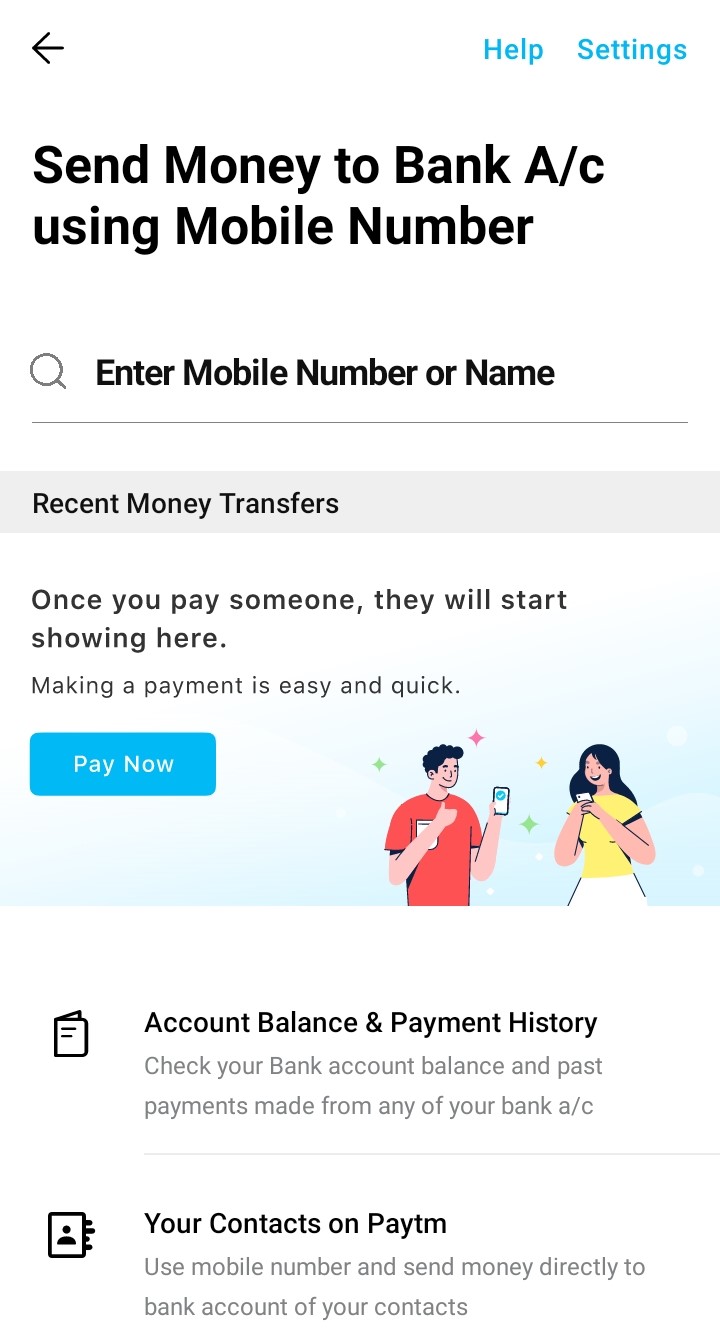 Help Settings
Send Money to Bank A/c
using Mobile Number
Enter Mobile Number or Name
Recent Money Transfers
Once you pay someone, they will start
showing here.
Making a payment is easy and quick.
Pay Now
Account Balance & Payment History
Check your Bank account balance and past
payments made from any of your bank a/c
Your Contacts on Paytm
Use mobile number and send money directly to
bank account of your contacts